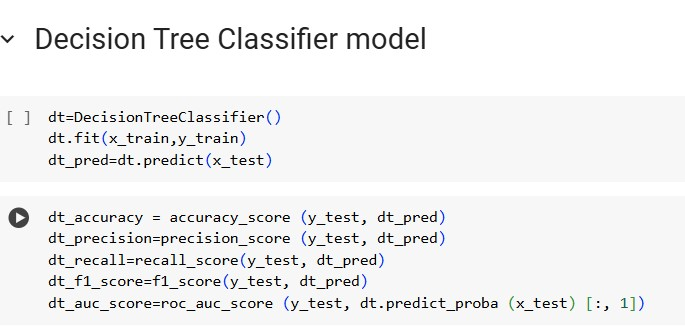 Decision Tree Classifier model
[ ] dt=DecisionTreeClassifier()
dt.fit(x_train,y_train)
dt_pred=dt.predict(x_test)
dt_accuracy = accuracy_score (y_test, dt_pred)
dt_precision=precision_score (y_test, dt_pred)
dt_recall=recall_score(y_test, dt_pred)
dt_f1_score=f1_score(y_test, dt_pred)
dt_auc_score=roc_auc_score (y_test, dt.predict_proba (x_test) [:, 1])